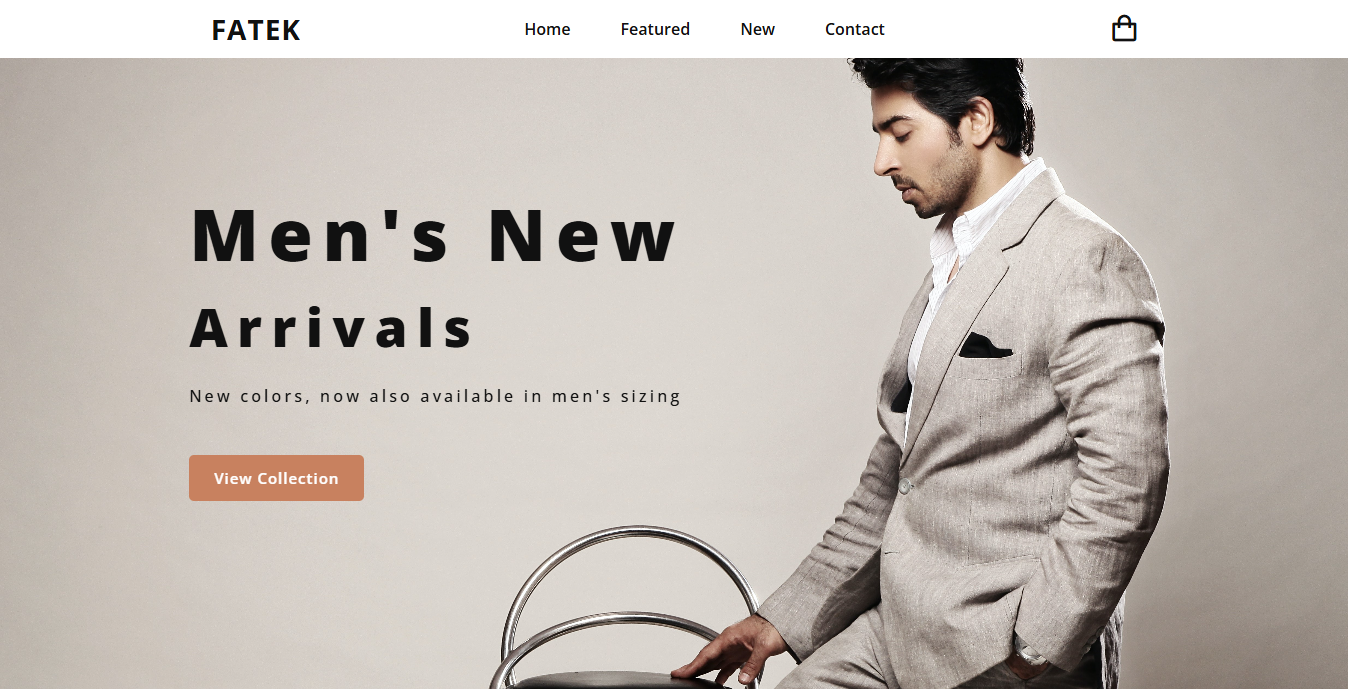 FATEK
Home
Featured
New
Contact
Men's New
Arrivals
New colors, now also available in men's sizing
View Collection